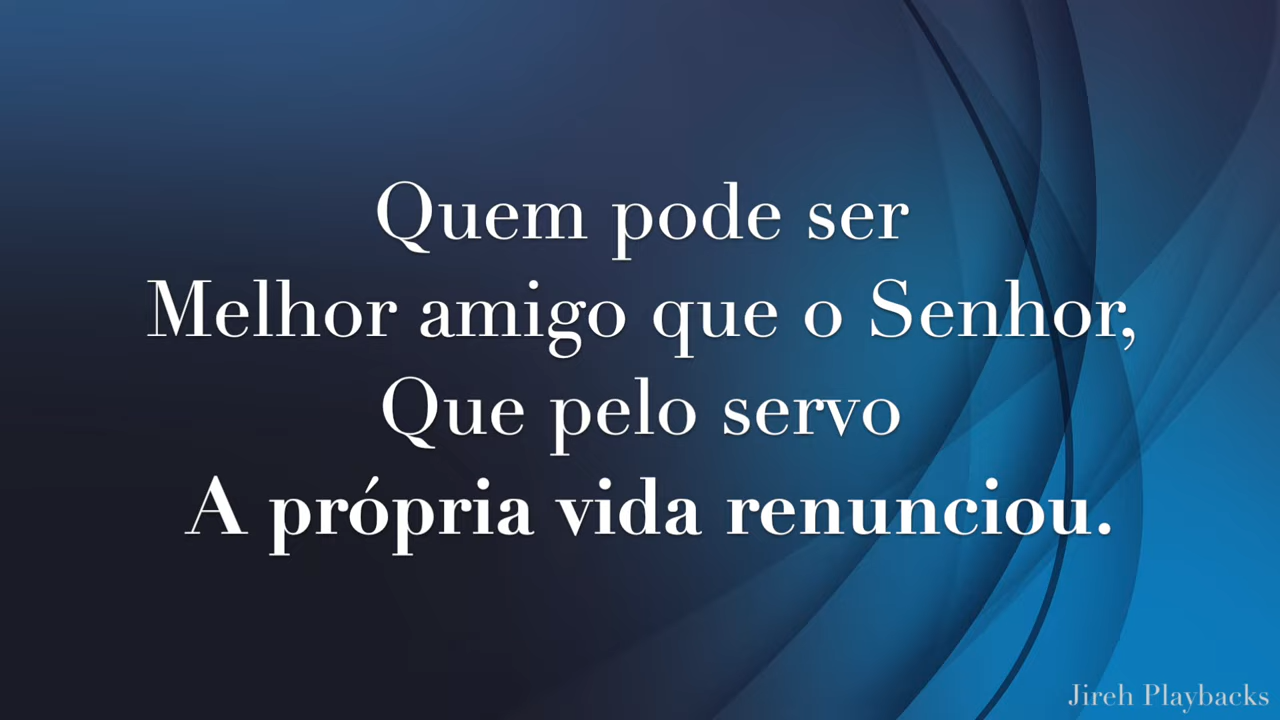 Quem pode ser
Melhor amigo que o Senhor,
Que pelo servo
A própria vida renunciou.
Jireh Playbacks